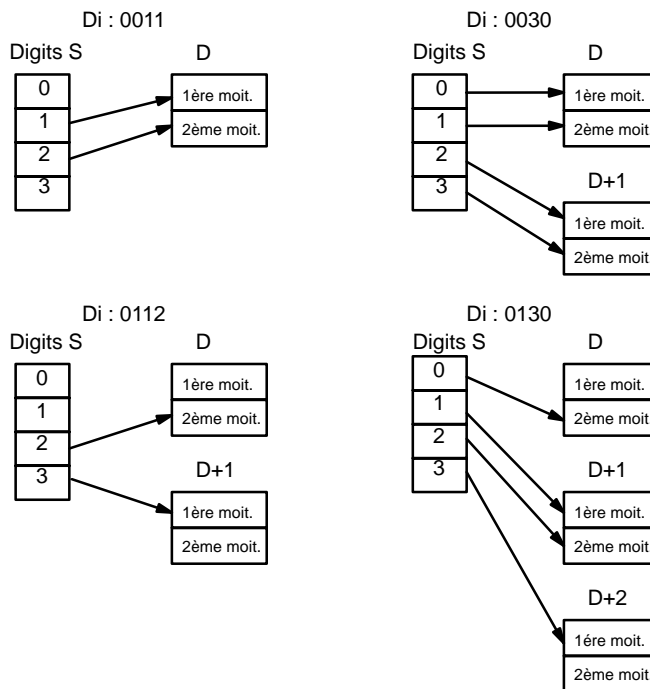 Di : 0011
Digits S D
0
1
2
3
1ère moit.
2ème moit.
Di : 0030
Digits S D
0
1
2
3
1ère moit.
2ème moit.
D+1
1ère moit.
2ème moit.
Di : 0112
Digits S D
0
1
2
3
1ère moit.
2ème moit.
D+1
1ère moit.
2ème moit.
Di : 0130
Digits S D
0
1
2
3
1ère moit.
2ème moit.
D+1
1ère moit.
2ème moit.
D+2
1ére moit.
2ème moit.